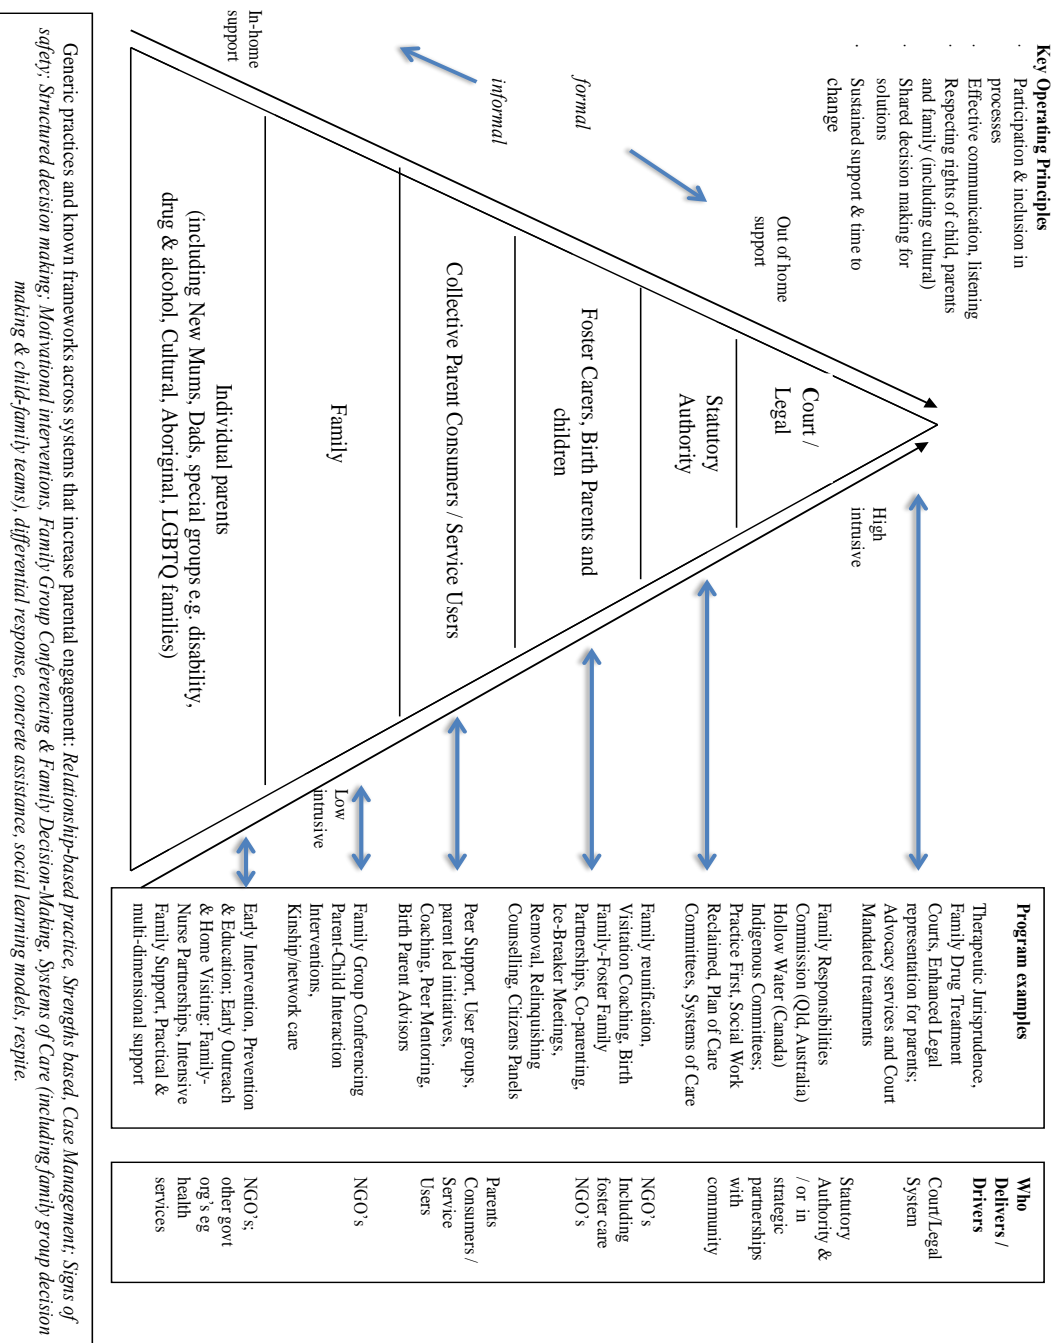 Key Operating Principles
· Participation & inclusion in
processes
· Effective communication, listening
· Respecting rights of child, parents
and family (including cultural)
· Shared decision making for
solutions
· Sustained support & time to
change
formal
informal
In-home
support
Out of home
support
Court /
Legal
Statutory
Authority
Foster Carers, Birth Parents and
children
Collective Parent Consumers / Service Users
Family
Individual parents
(including New Mums, Dads, special groups e.g. disability,
drug & alcohol, Cultural, Aboriginal, LGBTQ families)
High
intrusive
Low
intrusive
Program examples
Therapeutic Jurisprudence,
Family Drug Treatment
Courts, Enhanced Legal
representation for parents;
Advocacy services and Court
Mandated treatments
Family Responsibilities
Commission (Qld, Australia)
Hollow Water (Canada)
Indigenous Committees;
Practice First, Social Work
Reclaimed, Plan of Care
Committees, Systems of Care
Family reunification,
Visitation Coaching, Birth
Family-Foster Family
Partnerships, Co-parenting,
Ice-Breaker Meetings,
Removal, Relinquishing
Counselling, Citizens Panels
Peer Support, User groups,
parent led initiatives,
Coaching, Peer Mentoring,
Birth Parent Advisors
Family Group Conferencing
Parent-Child Interaction
Interventions,
Kinship/network care
Early Intervention, Prevention
& Education; Early Outreach
& Home Visiting: Family-
Nurse Partnerships, Intensive
Family Support, Practical &
multi-dimensional support
Who
Delivers /
Drivers
Court/Legal
System
Statutory
Authority &
/ or in
strategic
partnerships
with
community
NGO's
Including
foster care
NGO's
Parents
Consumers /
Service
Users
NGO's
NGO's;
other govt
org's eg
health
services
Generic practices and known frameworks across systems that increase parental engagement: Relationship-based practice, Strengths based, Case Management; Signs of
safety; Structured decision making; Motivational interventions, Family Group Conferencing & Family Decision-Making, Systems of Care (including family group decision
making & child-family teams), differential response, concrete assistance, social learning models, respite.